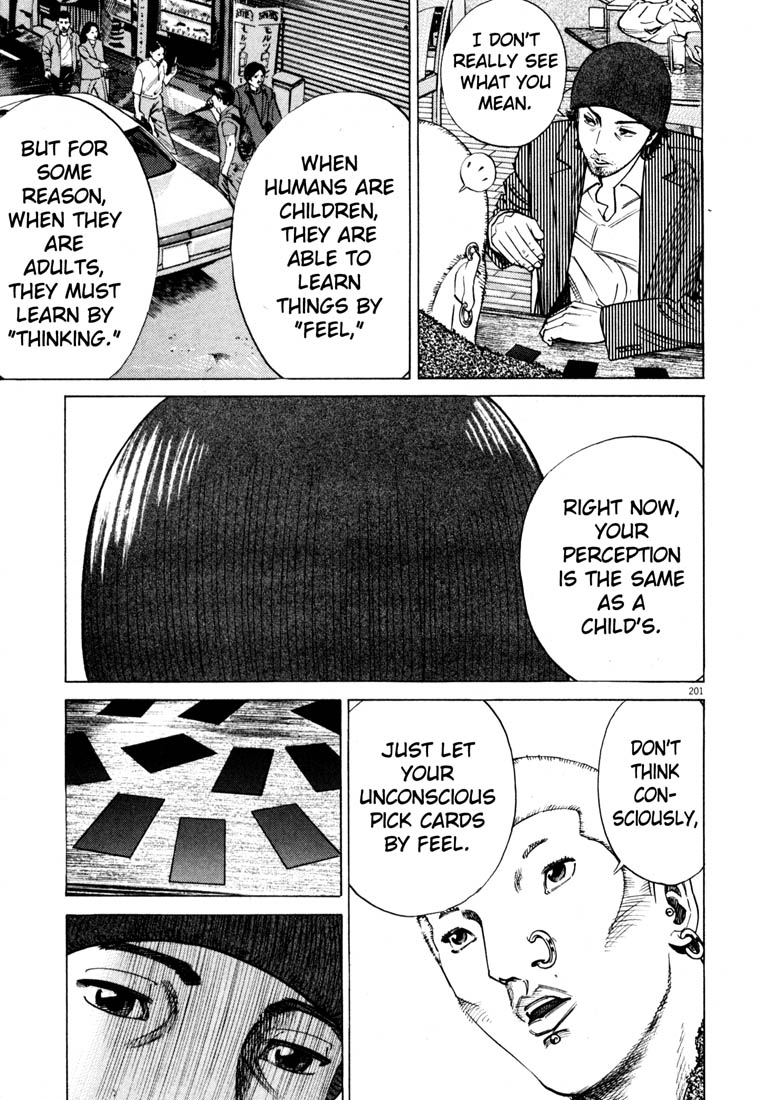 I DON'T
REALLY SEE
WHAT YOU
MEAN.
WHEN
HUMANS ARE
CHILDREN,
THEY ARE
ABLE TO
LEARN
THINGS BY
"FEEL,"
BUT FOR
SOME
REASON,
WHEN THEY
ARE
ADULTS,
THEY MUST
LEARN BY
"THINKING."
RIGHT NOW,
YOUR
PERCEPTION
IS THE SAME
AS A
CHILD'S.
201
DON'T
THINK
CON-
SCIOUSLY,
JUST LET
YOUR
UNCONSCIOUS
PICK CARDS
BY FEEL.